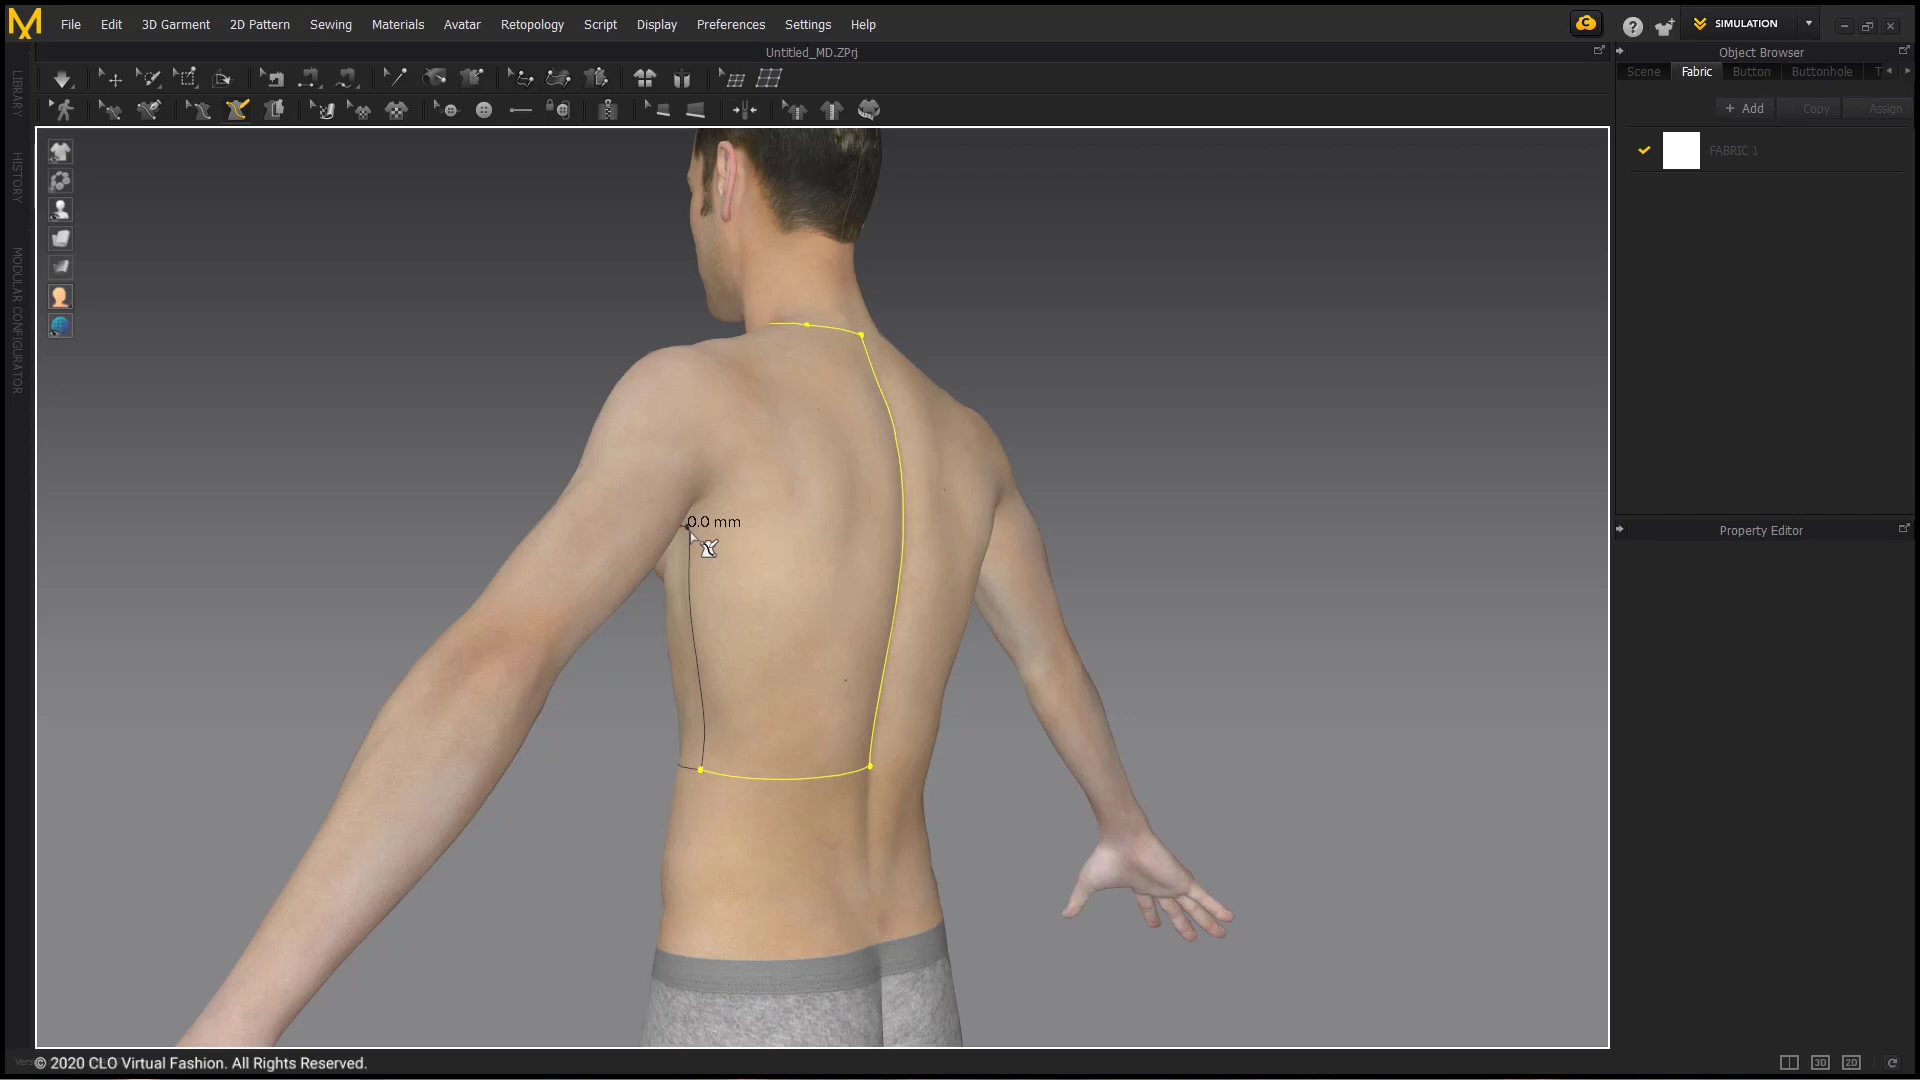 File Edit 3D Garment 2D Pattern Sewing Materials Avatar Retopology Script Display Preferences Settings Help
SIMULATION
Untitled_MD.ZPrj
Object Browser
Scene Fabric Button Buttonhole T
+ Add Copy Assign
FABRIC 1
LIBRARY
HISTORY
MODULAR CONFIGURATOR
0.0 mm
Property Editor
© 2020 CLO Virtual Fashion. All Rights Reserved.
3D 2D